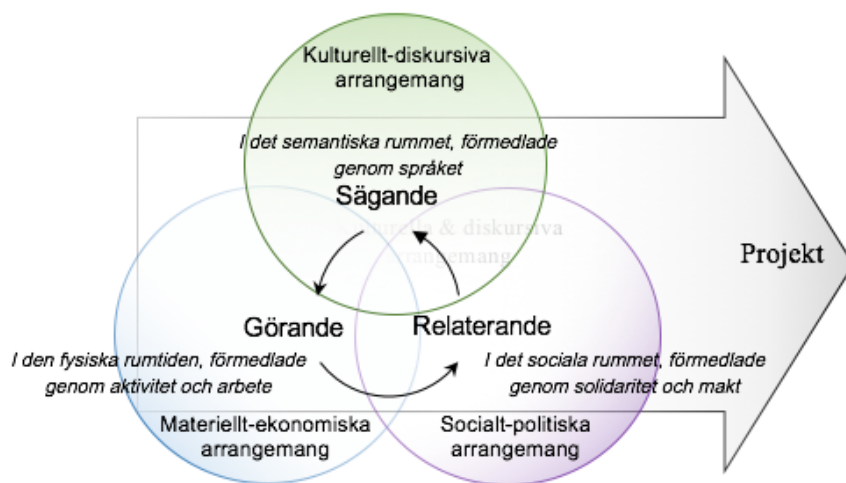 Kulturellt-diskursiva
arrangemang
I det semantiska rummet, förmedlade
genom språket
Sägande
& diskursiva
Projekt
Görande
Relaterande
I den fysiska rumtiden, förmedlade
genom aktivitet och arbete
I det sociala rummet, förmedlade
genom solidaritet och makt
Materiellt-ekonomiska
arrangemang
Socialt-politiska
arrangemang